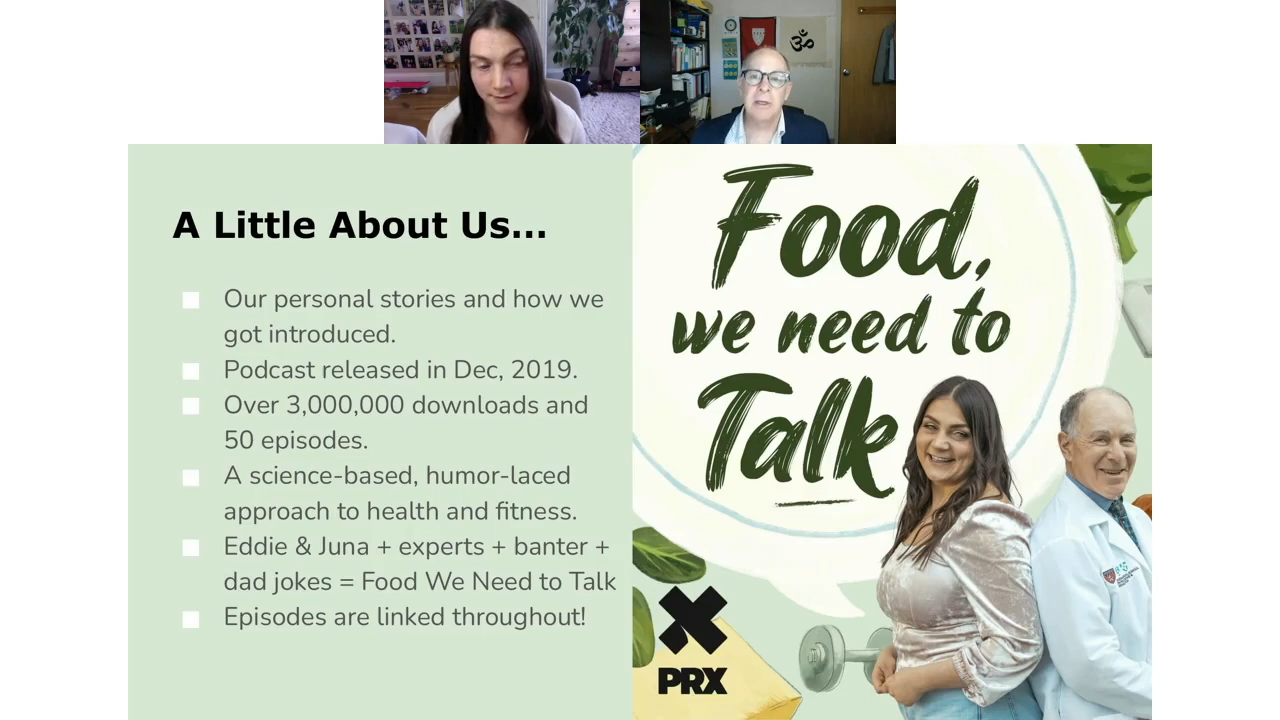 A Little About Us...
Our personal stories and how we
got introduced.
Podcast released in Dec, 2019.
Over 3,000,000 downloads and
50 episodes.
A science-based, humor-laced
approach to health and fitness.
Eddie & Juna + experts + banter +
dad jokes = Food We Need to Talk
Episodes are linked throughout!
Food,
we need to
Talk
PRX
ॐ